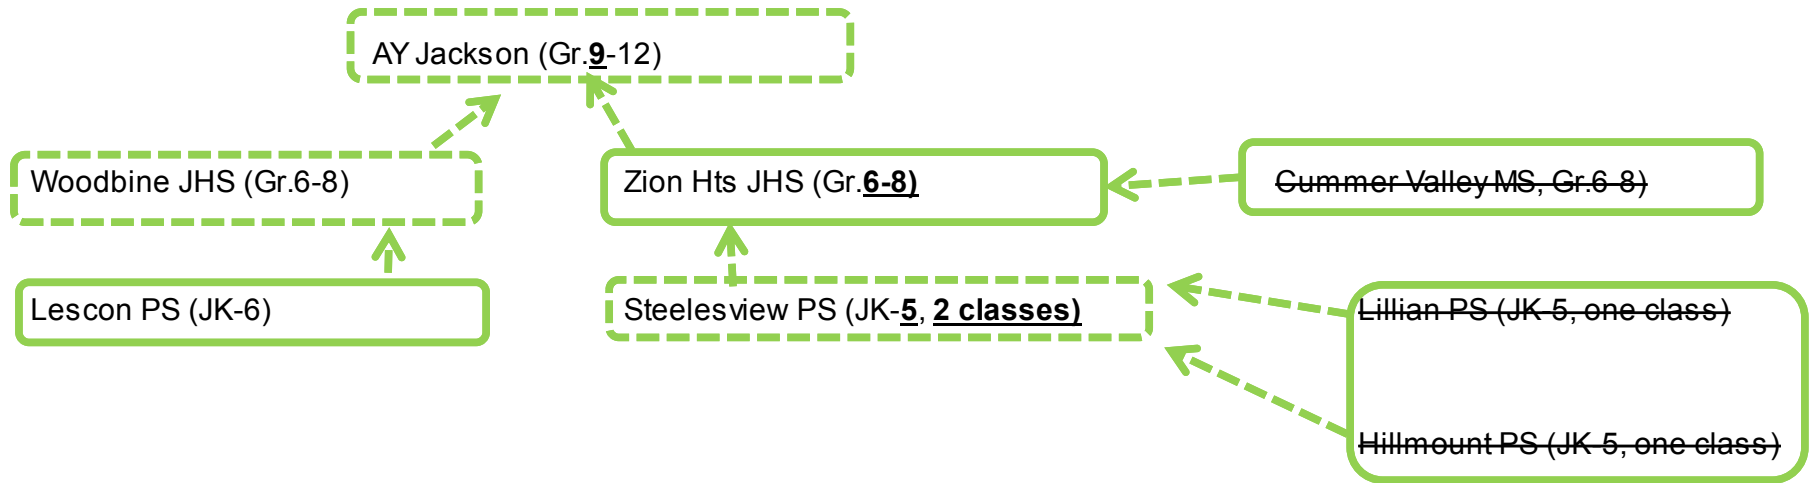 AY Jackson (Gr.9-12)
Woodbine JHS (Gr.6-8)
Zion Hts JHS (Gr.6-8)
Cummer Valley MS, Gr.6-8)
Lescon PS (JK-6)
Steelesview PS (JK-5, 2 classes)
Lillian PS (JK-5, one class)
Hillmount PS (JK-5, one class)